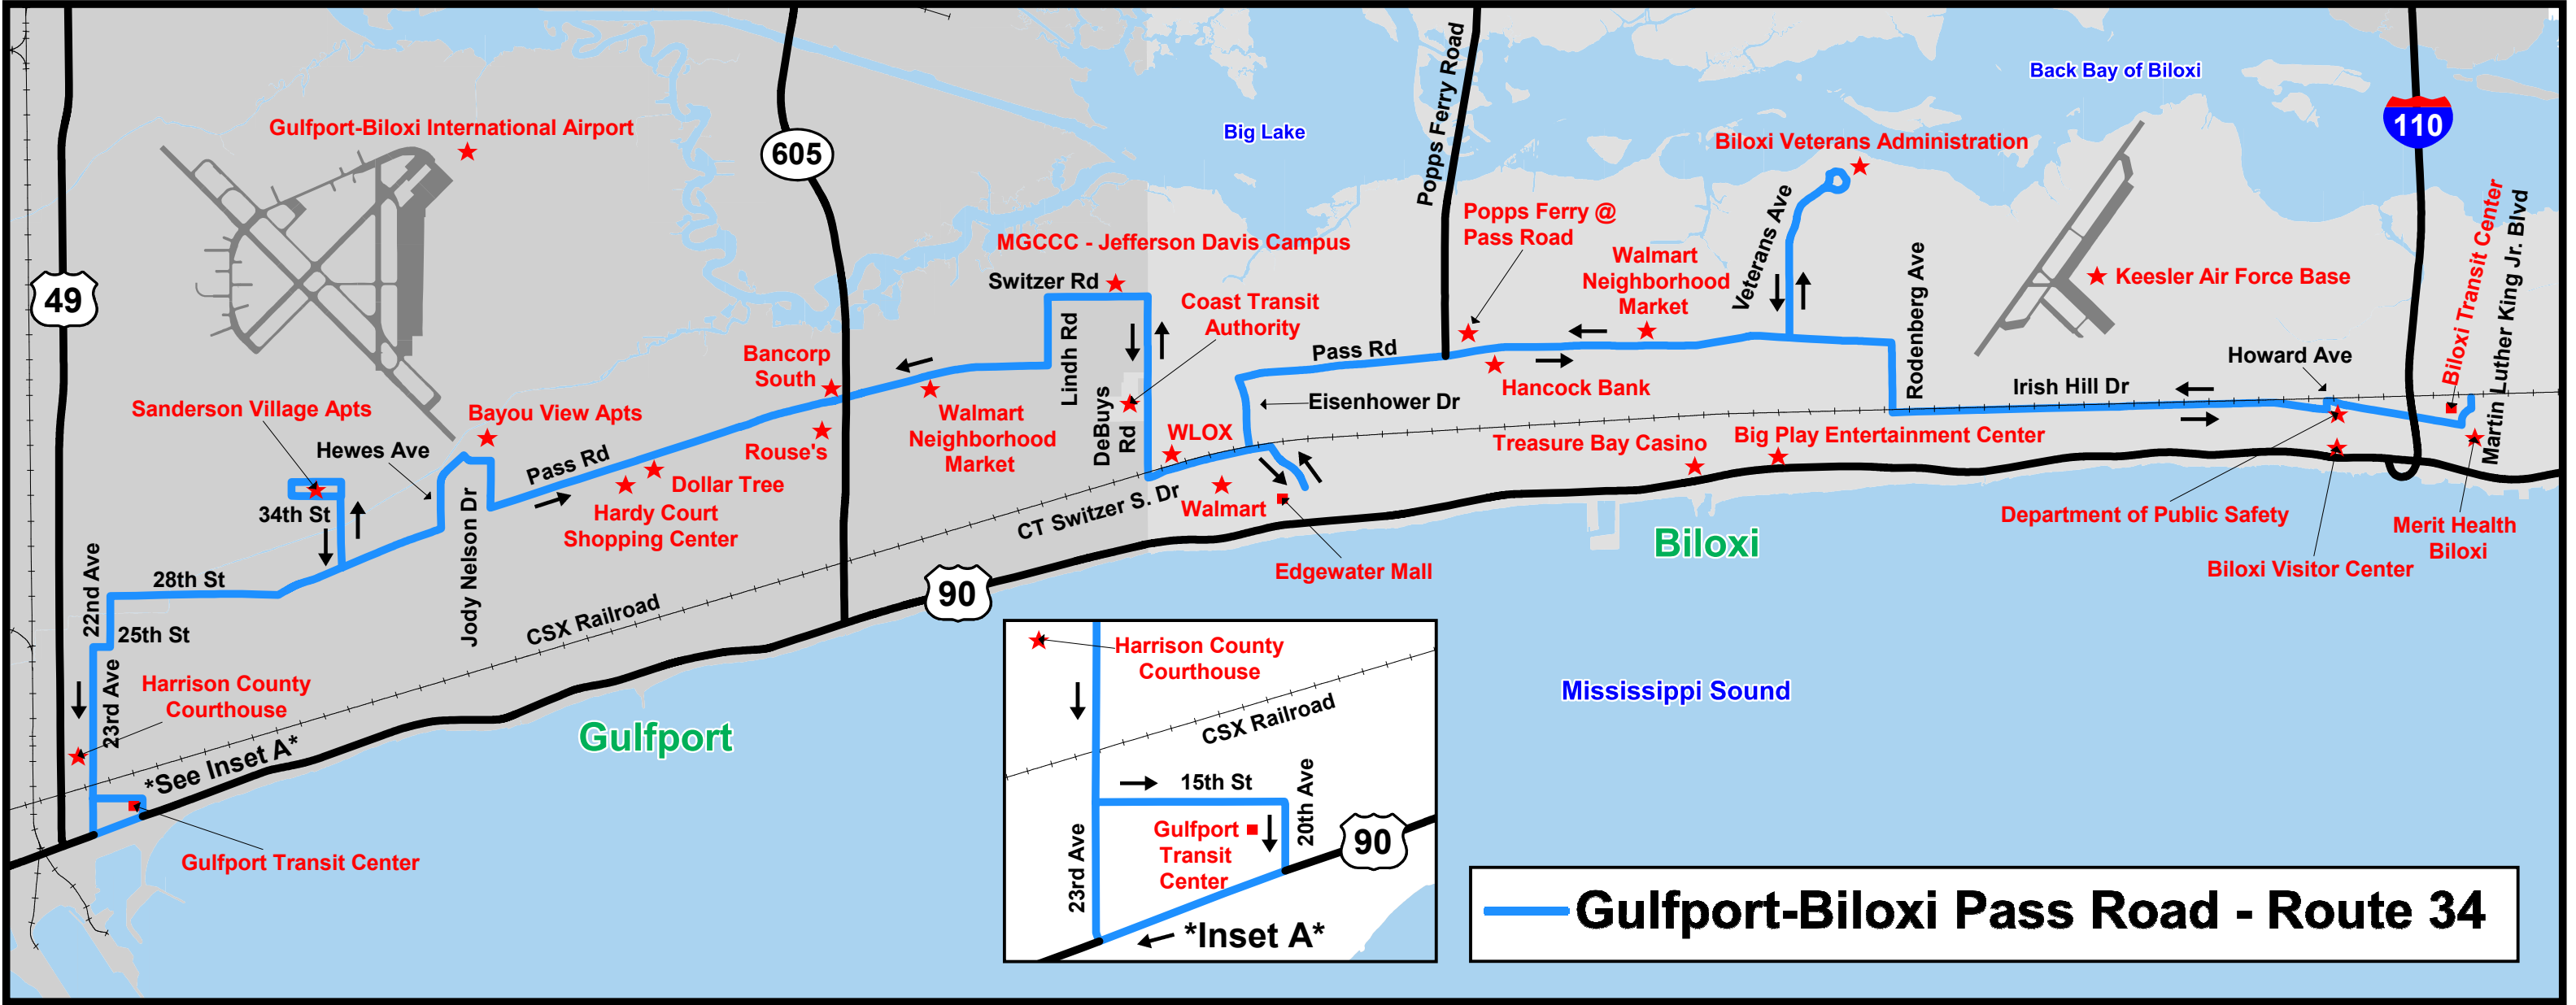 Gulfport-Biloxi International Airport
49
605
Big Lake
Popps Ferry Road
Back Bay of Biloxi
110
Biloxi Veterans Administration
Veterans Ave
Popps Ferry @
Pass Road
Walmart
Neighborhood
Market
MGCCC - Jefferson Davis Campus
Switzer Rd
Lindh Rd
Coast Transit
Authority
DeBuys
Rd
Rodenberg Ave
Keesler Air Force Base
Biloxi Transit Center
Martin Luther King Jr. Blvd
Howard Ave
Irish Hill Dr
Pass Rd
Hancock Bank
Eisenhower Dr
Bancorp
South
Sanderson Village Apts
Bayou View Apts
Hewes Ave
Walmart
Neighborhood
Market
Rouse's
Pass Rd
Dollar Tree
Hardy Court
Shopping Center
34th St
Jody Nelson Dr
WLOX
Walmart
CT Switzer S. Dr
Treasure Bay Casino
Big Play Entertainment Center
Edgewater Mall
Biloxi
Department of Public Safety
Biloxi Visitor Center
Merit Health
Biloxi
28th St
22nd Ave
25th St
23rd Ave
CSX Railroad
90
Harrison County
Courthouse
*See Inset A*
Gulfport
Gulfport Transit Center
Mississippi Sound
Harrison County
Courthouse
CSX Railroad
15th St
20th Ave
23rd Ave
Gulfport
Transit
Center
90
*Inset A*
Gulfport-Biloxi Pass Road - Route 34